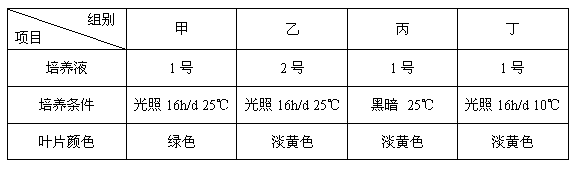 组别
项目 甲 乙 丙 丁
培养液 1号 2号 1号 1号
培养条件 光照 16h/d 25℃ 光照 16h/d 25℃ 黑暗 25℃ 光照 16h/d 10℃
叶片颜色 绿色 淡黄色 淡黄色 淡黄色